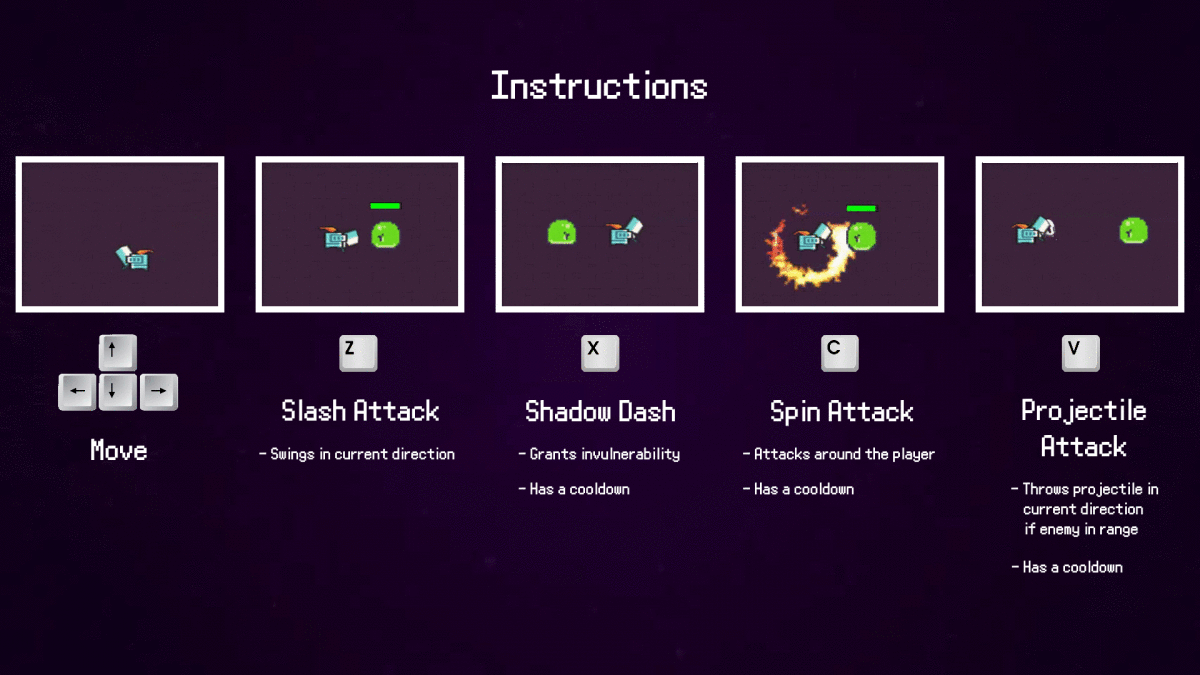 Instructions
↑
← ↓ →
Move
Z
Slash Attack
- Swings in current direction
X
Shadow Dash
- Grants invulnerability
- Has a cooldown
C
Spin Attack
- Attacks around the player
- Has a cooldown
V
Projectile
Attack
- Throws projectile in
current direction
if enemy in range
- Has a cooldown